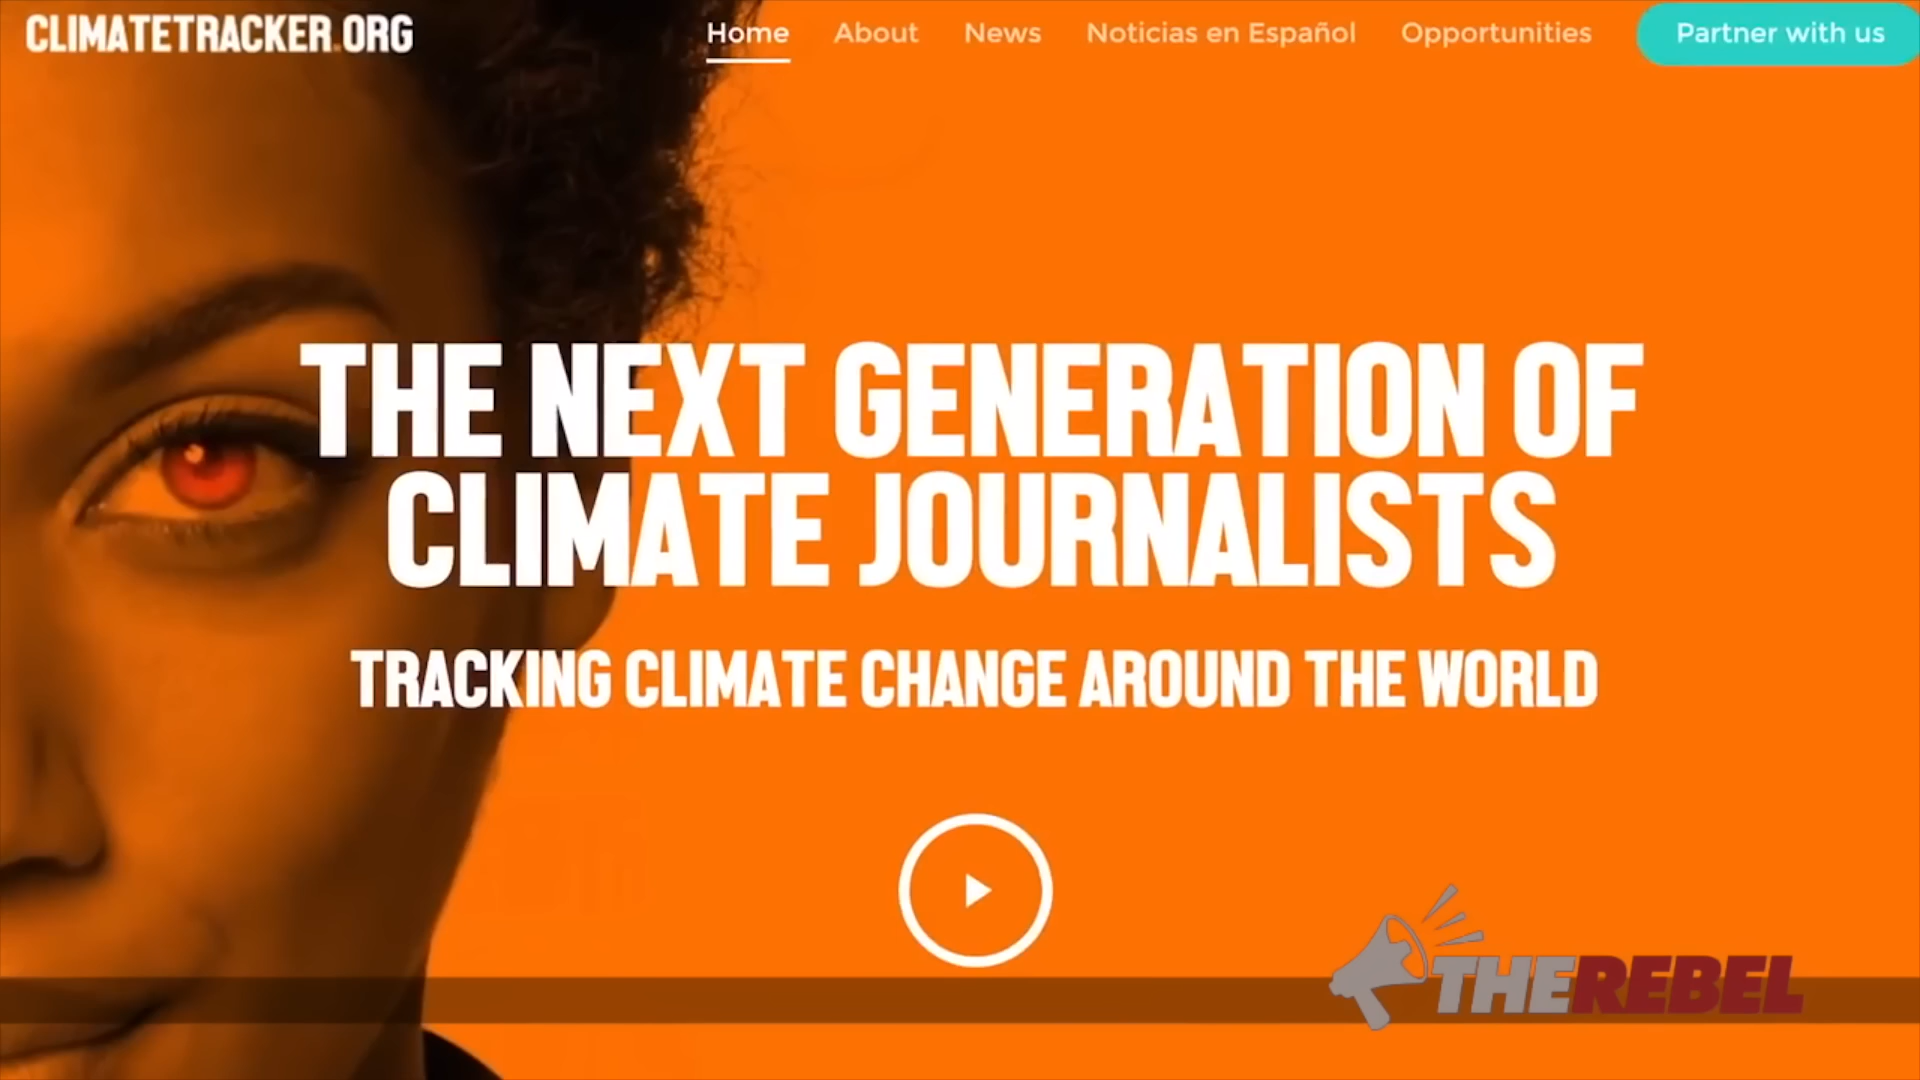 CLIMATETRACKER.ORG
Home About News Noticias en Español Opportunities Partner with us
THE NEXT GENERATION OF
CLIMATE JOURNALISTS
TRACKING CLIMATE CHANGE AROUND THE WORLD
THEREBEL